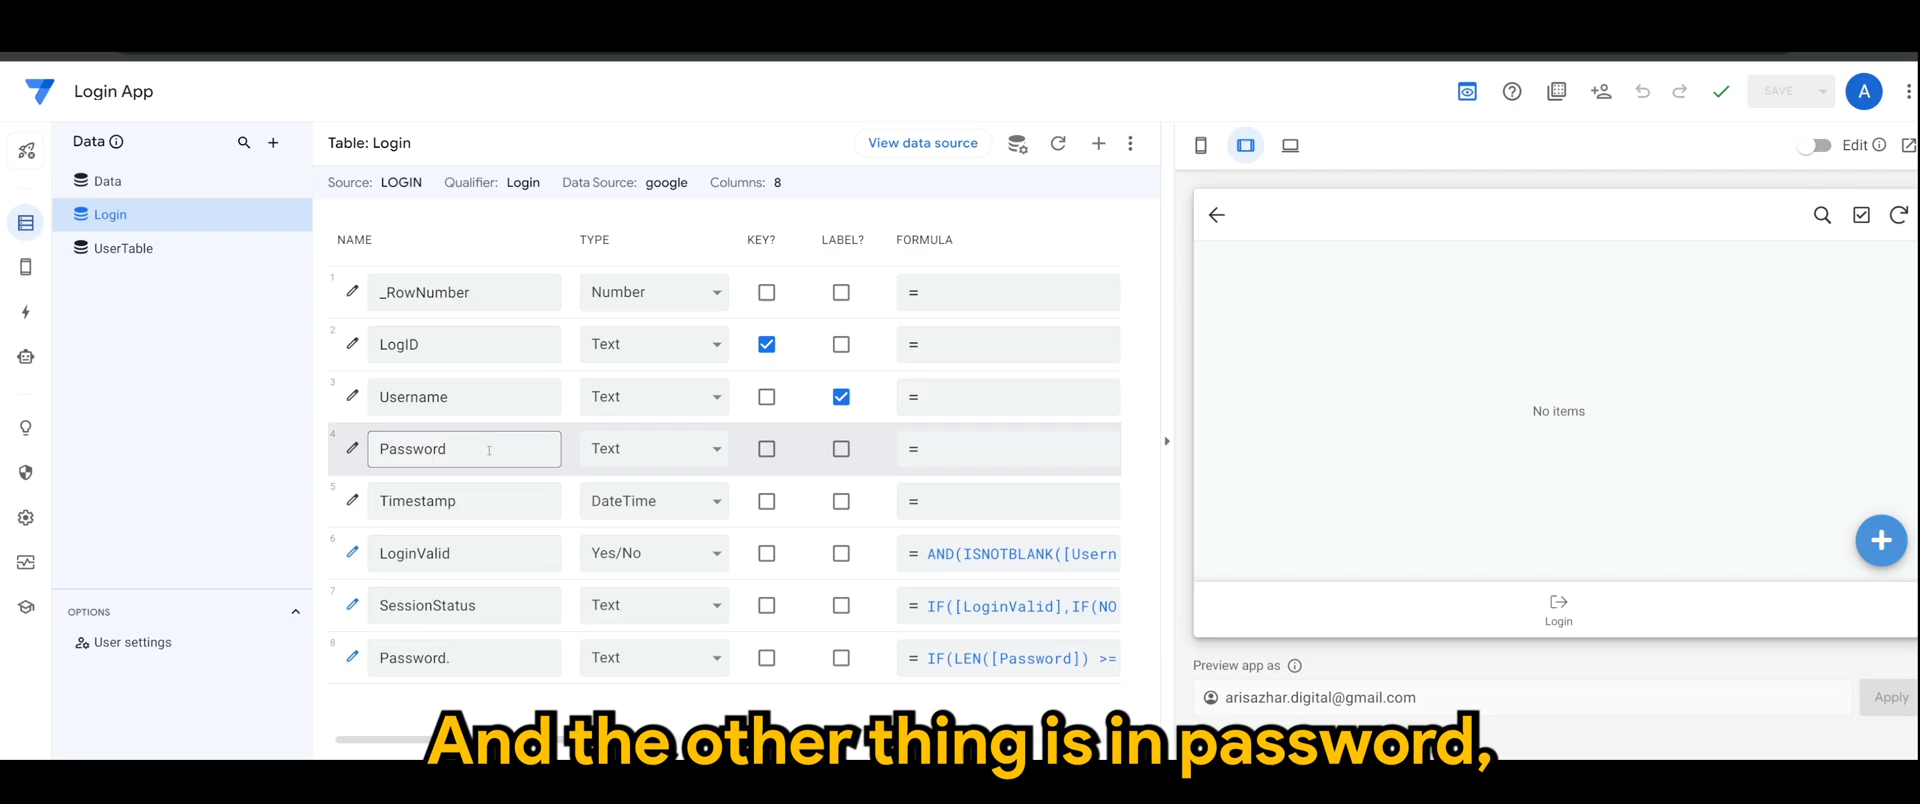 Login App
SAVE
A
Data
Data
Login
UserTable
OPTIONS
User settings
Table: Login
View data source
Source: LOGIN Qualifier: Login Data Source: google Columns: 8
NAME TYPE KEY? LABEL? FORMULA
1 _RowNumber Number =
2 LogID Text =
3 Username Text =
4 Password Text =
5 Timestamp DateTime =
6 LoginValid Yes/No = AND(ISNOTBLANK([Usern
7 SessionStatus Text = IF([LoginValid],IF(NO
8 Password. Text = IF(LEN([Password]) >=
Edit
No items
Login
Preview app as
arisazhar.digital@gmail.com
Apply
And the other thing is in password,